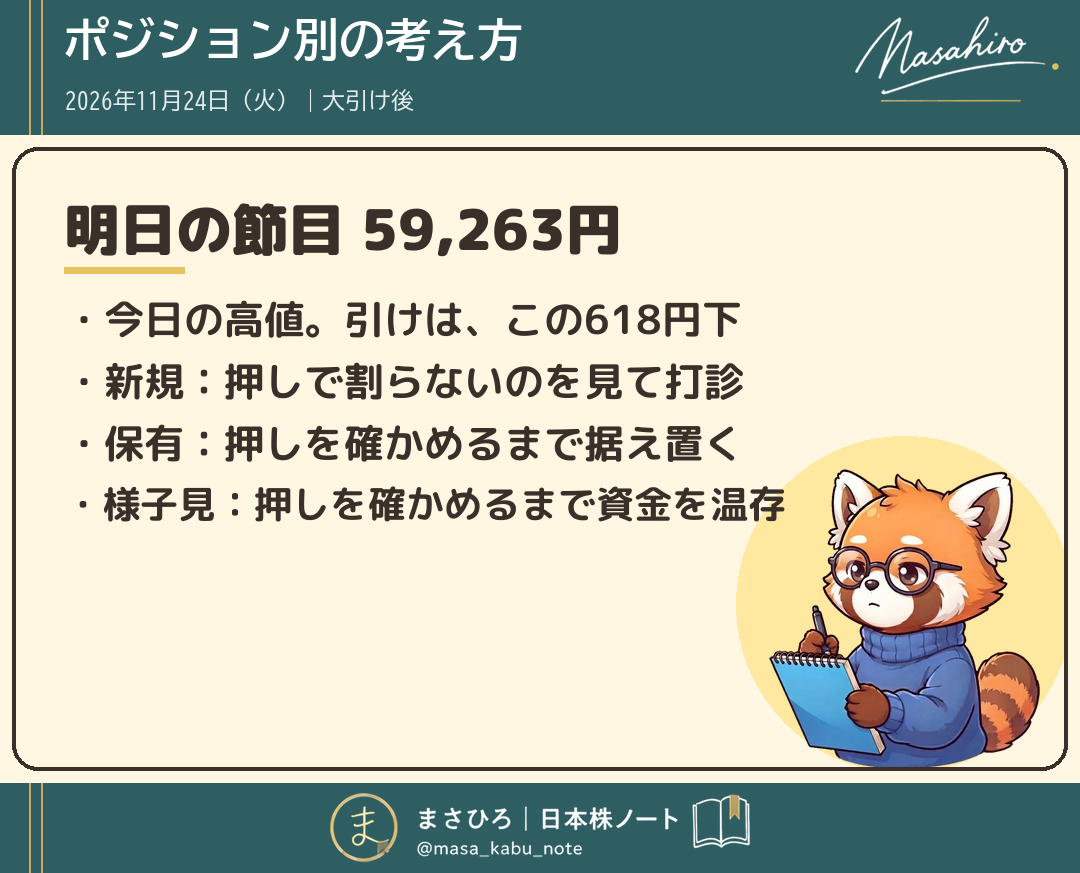 ポジション別の考え方
Masahiro
2026年11月24日（火）｜大引け後
明日の節目 59,263円
・今日の高値。引けは、この618円下
・新規：押しで割らないのを見て打診
・保有：押しを確かめるまで据え置く
・様子見：押しを確かめるまで資金を温存
ま
まさひろ｜日本株ノート
@masa_kabu_note